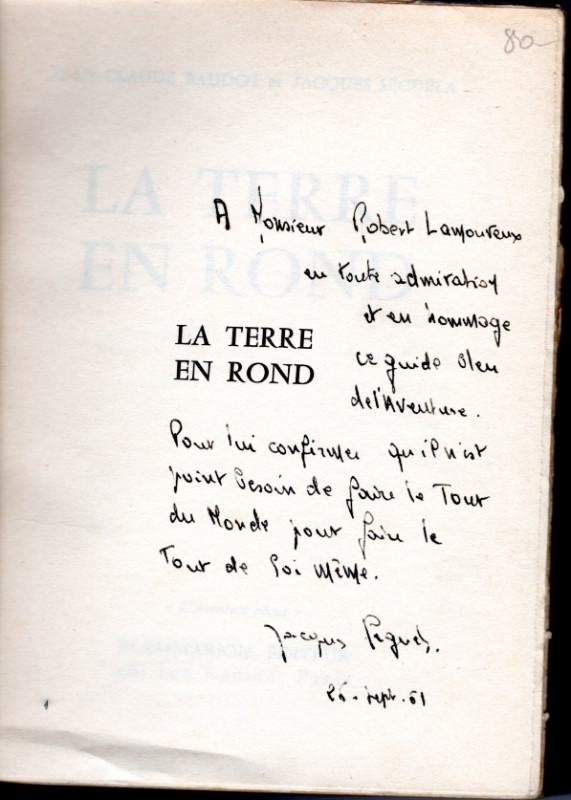 80-
JEAN-CLAUDE BAUDOT et JACQUES SEGUELA
LA TERRE
EN ROND
A Monsieur Robert Lamoureux
en toute admiration
et en hommage
ce guide bleu
de l'Aventure.
LA TERRE
EN ROND
Pour lui confirmer qu'il n'est
point besoin de faire le Tour
du Monde pour faire le
Tour de Soi même.
Jacques
FLAMMARION, ÉDITEUR
sept. 61